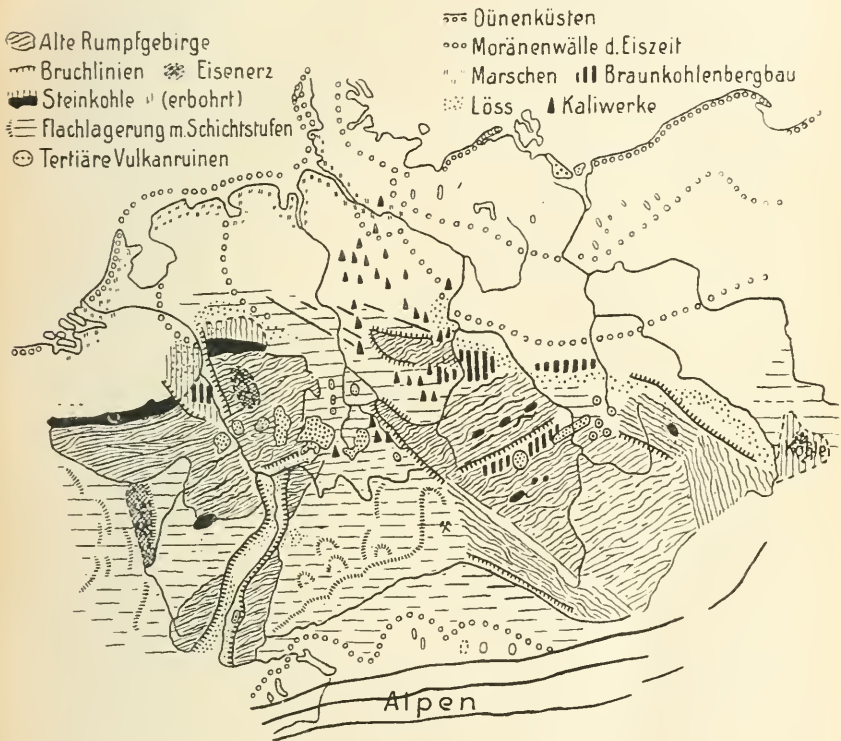 Alte Rumpfgebirge
Bruchlinien Eisenerz
Steinkohle (erbohrt)
Flachlagerung m. Schichtstufen
Tertiäre Vulkanruinen
Dünenküsten
Moränenwälle d. Eiszeit
Marschen Braunkohlenbergbau
Löss Kaliwerke
Kohle
Alpen